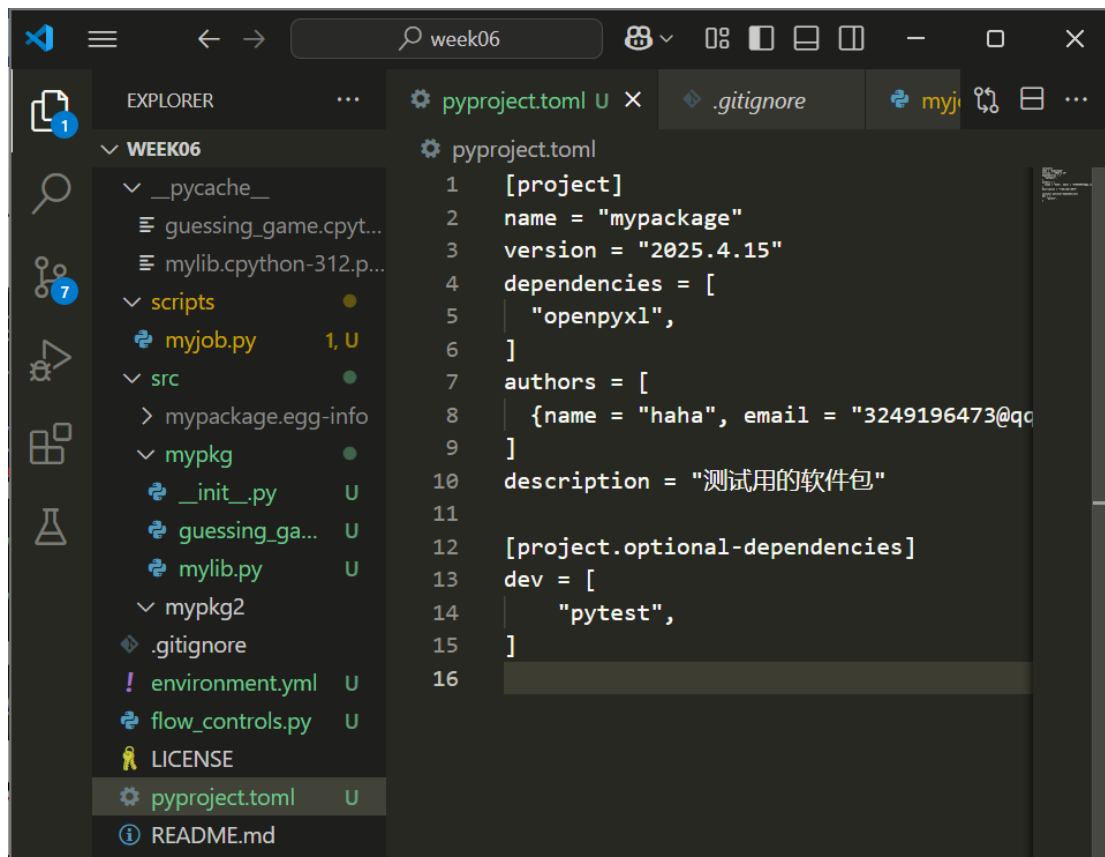 week06
EXPLORER
pyproject.toml U
.gitignore
myj
1
WEEK06
pyproject.toml
__pycache__
guessing_game.cpyt...
mylib.cpython-312.p...
7
scripts
myjob.py 1, U
src
mypackage.egg-info
mypkg
__init__.py U
guessing_ga... U
mylib.py U
mypkg2
.gitignore
environment.yml U
flow_controls.py U
LICENSE
pyproject.toml U
README.md
1 [project]
2 name = "mypackage"
3 version = "2025.4.15"
4 dependencies = [
5 "openpyxl",
6 ]
7 authors = [
8 {name = "haha", email = "3249196473@qq
9 ]
10 description = "测试用的软件包"
11
12 [project.optional-dependencies]
13 dev = [
14 "pytest",
15 ]
16